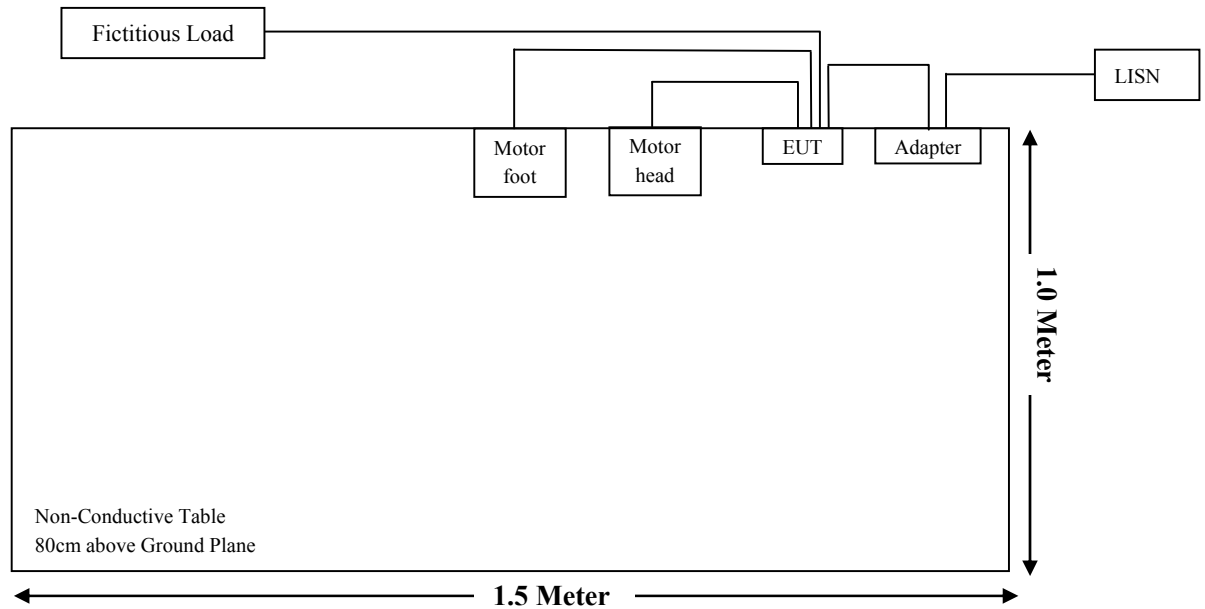 Fictitious Load
LISN
Motor
foot
Motor
head
EUT
Adapter
1.0 Meter
Non-Conductive Table
80cm above Ground Plane
1.5 Meter